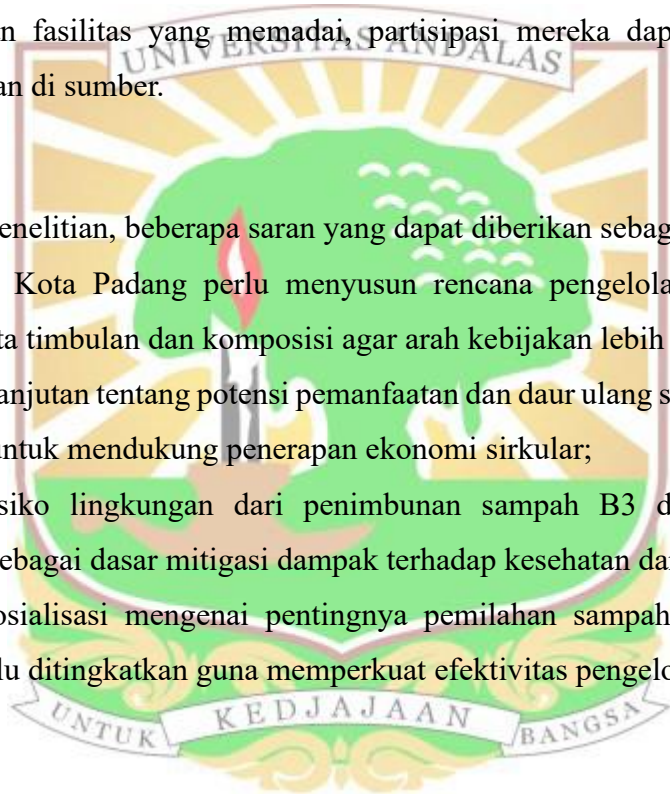 n fasilitas yang memadai, partisipasi mereka dap
UNIVERSITAS ANDALAS
an di sumber.
enelitian, beberapa saran yang dapat diberikan sebag
Kota Padang perlu menyusun rencana pengelola
ta timbulan dan komposisi agar arah kebijakan lebih
anjutan tentang potensi pemanfaatan dan daur ulang s
untuk mendukung penerapan ekonomi sirkular;
siko lingkungan dari penimbunan sampah B3 d
sebagai dasar mitigasi dampak terhadap kesehatan dan
osialisasi mengenai pentingnya pemilahan sampah
lu ditingkatkan guna memperkuat efektivitas pengelo
UNTUK KEDJAJAAN BANGSA